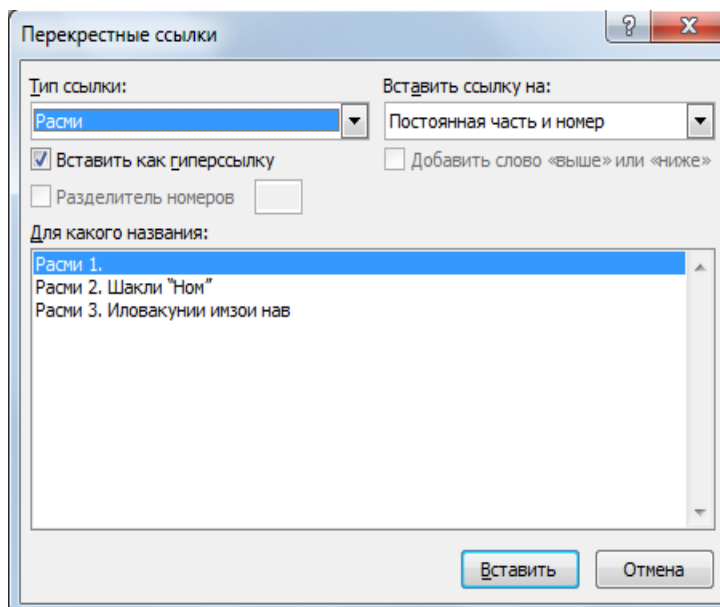 Перекрестные ссылки
Тип ссылки:
Вставить ссылку на:
Расми
Постоянная часть и номер
Вставить как гиперссылку
Добавить слово «выше» или «ниже»
Разделитель номеров
Для какого названия:
Расми 1.
Расми 2. Шакли "Ном"
Расми 3. Иловакунии имзои нав
Вставить
Отмена